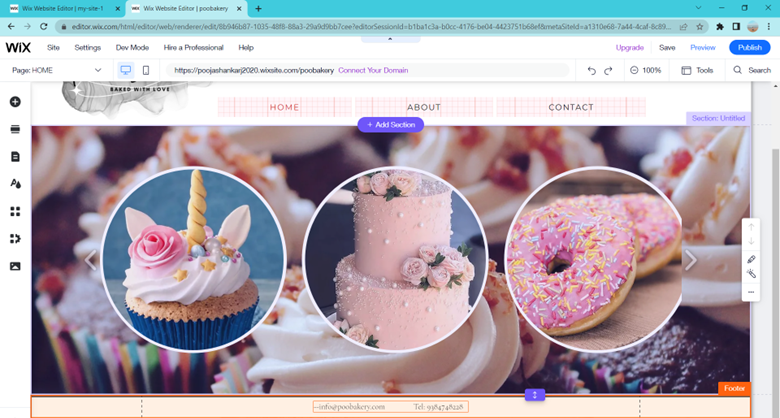 Wix Website Editor | my-site-1
Wix Website Editor | poobakery
editor.wix.com/html/editor/web/renderer/edit/8b946b87-1035-48f8-88a3-29a9d9bb7cee?editorSessionId=b1ba1c3a-b0cc-4176-be04-4423751b68ef&metaSiteId=a1310e68-7a44-4caf-8c89...
WiX Site Settings Dev Mode Hire a Professional Help Upgrade Save Preview Publish
Page: HOME https://poojashankarj2020.wixsite.com/poobakery Connect Your Domain 100% Tools Search
BAKED WITH LOVE
HOME ABOUT CONTACT
Section: Untitled
+ Add Section
Footer
--info@poobakery.com Tel: 9384748228